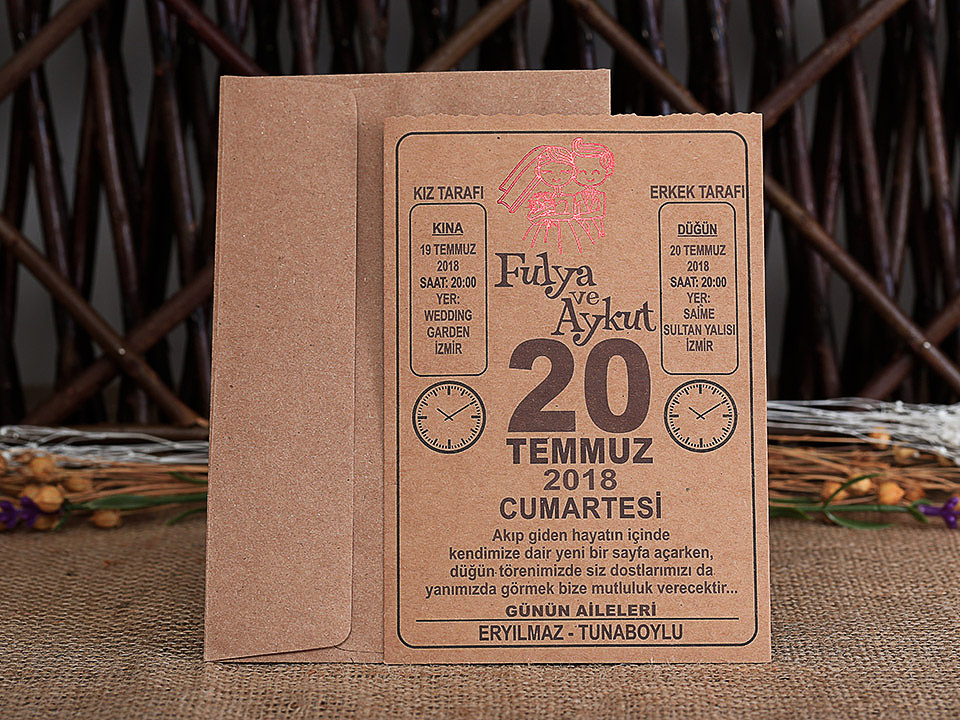 KIZ TARAFI
KINA
19 TEMMUZ
2018
SAAT: 20:00
YER:
WEDDING
GARDEN
İZMİR
ERKEK TARAFI
DÜĞÜN
20 TEMMUZ
2018
SAAT: 20:00
YER:
SAİME
SULTAN YALISI
İZMİR
Fulya
ve
Aykut
20
TEMMUZ
2018
CUMARTESİ
Akıp giden hayatın içinde
kendimize dair yeni bir sayfa açarken,
düğün törenimizde siz dostlarımızı da
yanımızda görmek bize mutluluk verecektir...
GÜNÜN AİLELERİ
ERYILMAZ - TUNABOYLU